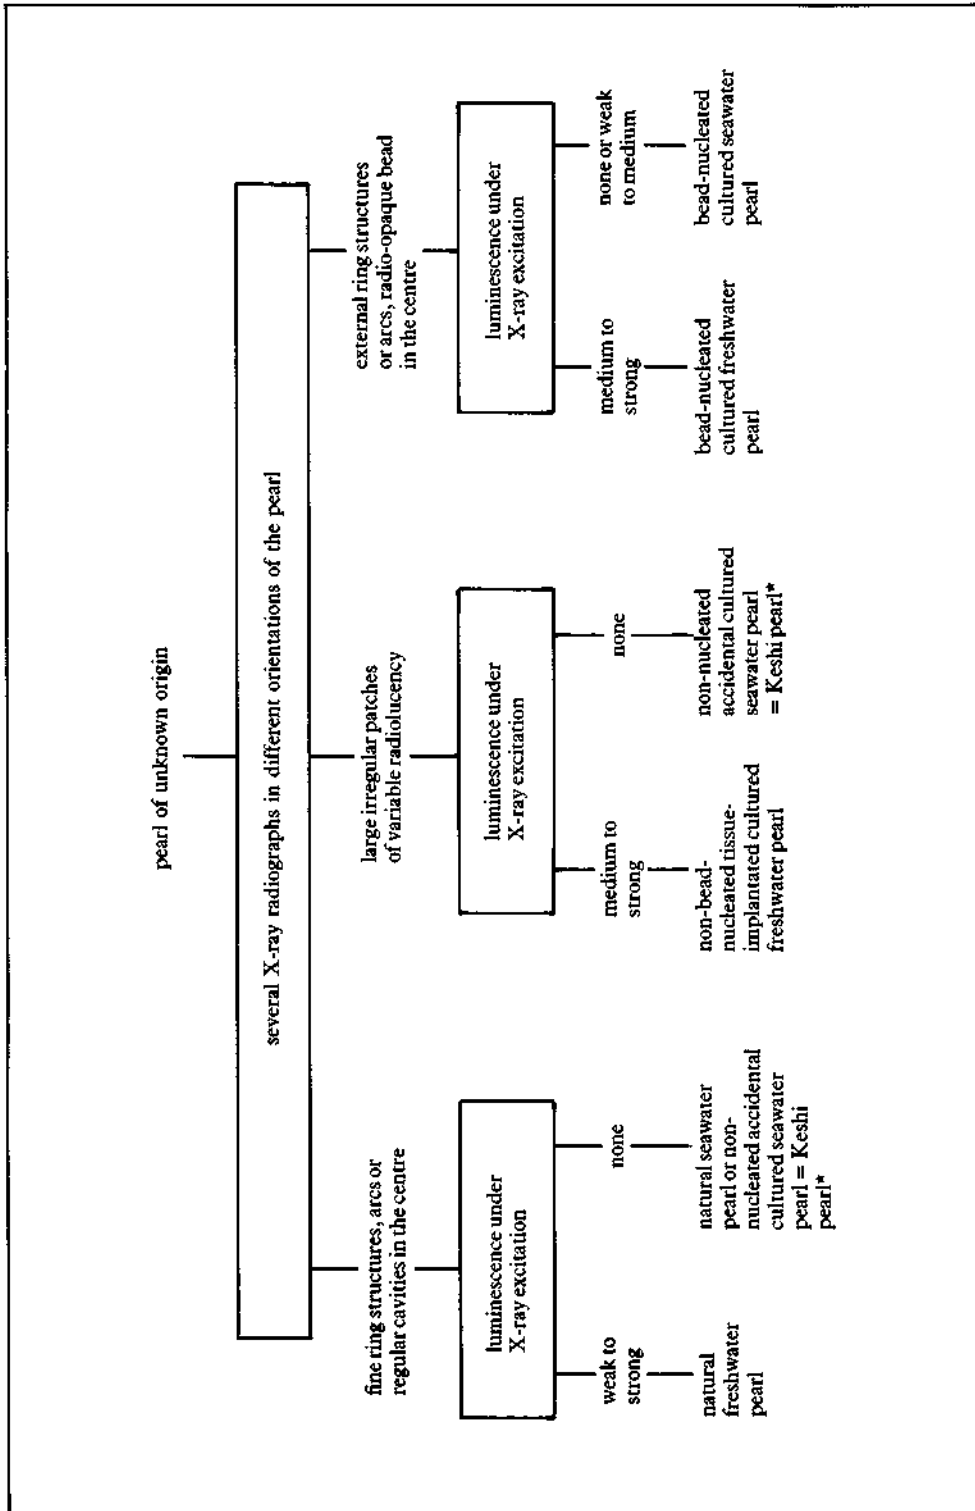 pearl of unknown origin
several X-ray radiographs in different orientations of the pearl
fine ring structures, arcs or
regular cavities in the centre
luminescence under
X-ray excitation
weak to
strong
natural
freshwater
pearl
none
natural seawater
pearl or non-
nucleated accidental
cultured seawater
pearl = Keshi
pearl*
large irregular patches
of variable radiolucency
luminescence under
X-ray excitation
medium to
strong
non-bead-
nucleated tissue-
implantated cultured
freshwater pearl
none
non-nucleated
accidental cultured
seawater pearl
= Keshi pearl*
external ring structures
or arcs, radio-opaque bead
in the centre
luminescence under
X-ray excitation
medium to
strong
bead-nucleated
cultured freshwater
pearl
none or weak
to medium
bead-nucleated
cultured seawater
pearl